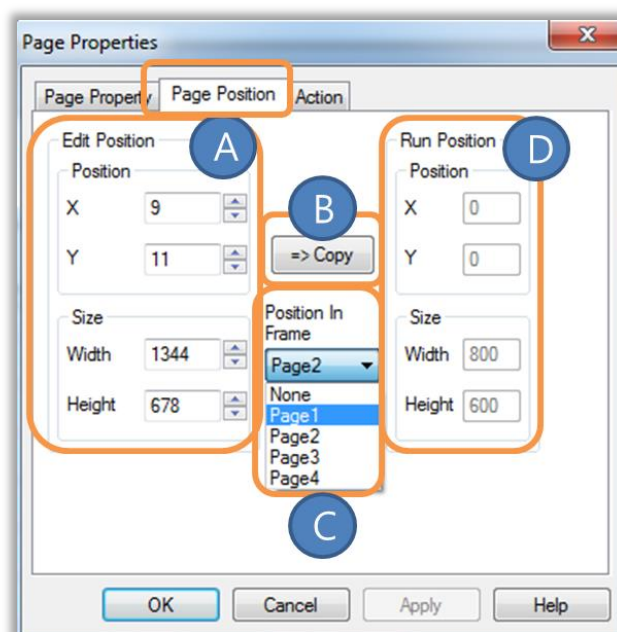 Page Properties
Page Property Page Position Action
Edit Position
A
Position
X 9
Y 11
Size
Width 1344
Height 678
B
=> Copy
Position In
Frame
Page2
None
Page1
Page2
Page3
Page4
C
Run Position
D
Position
X 0
Y 0
Size
Width 800
Height 600
OK Cancel Apply Help